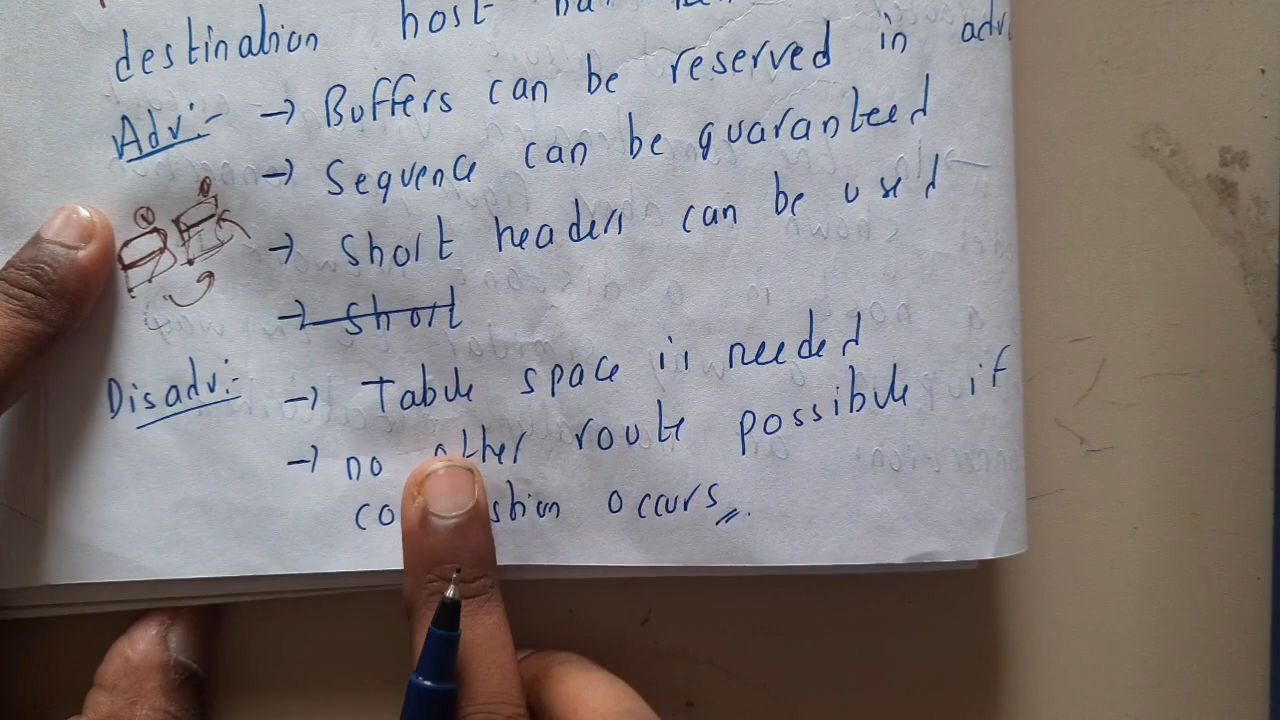 destination host
Adv:- → Buffers can be reserved in adv
→ Sequence can be guaranteed
→ Short headers can be used
→ Short
Disadv:- → Table space is needed
→ no other route possible if
occurs